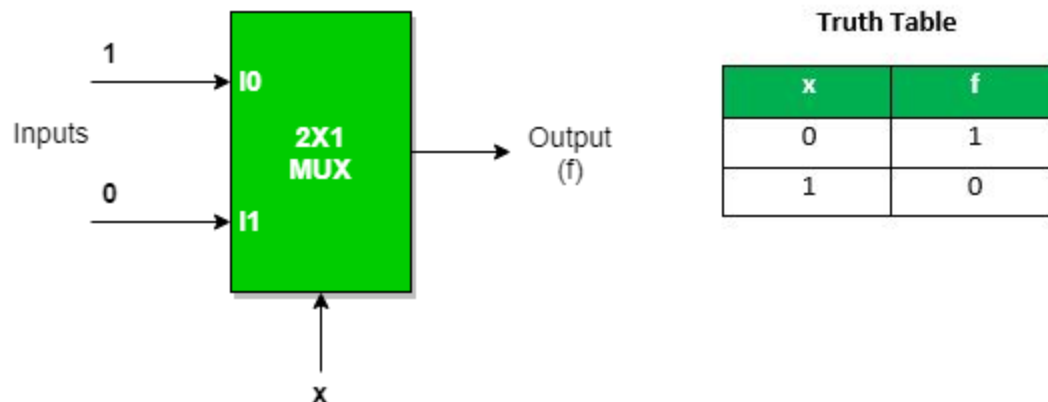 1
I0
Inputs
2X1
MUX
Output
(f)
0
I1
x
Truth Table
x f
0 1
1 0